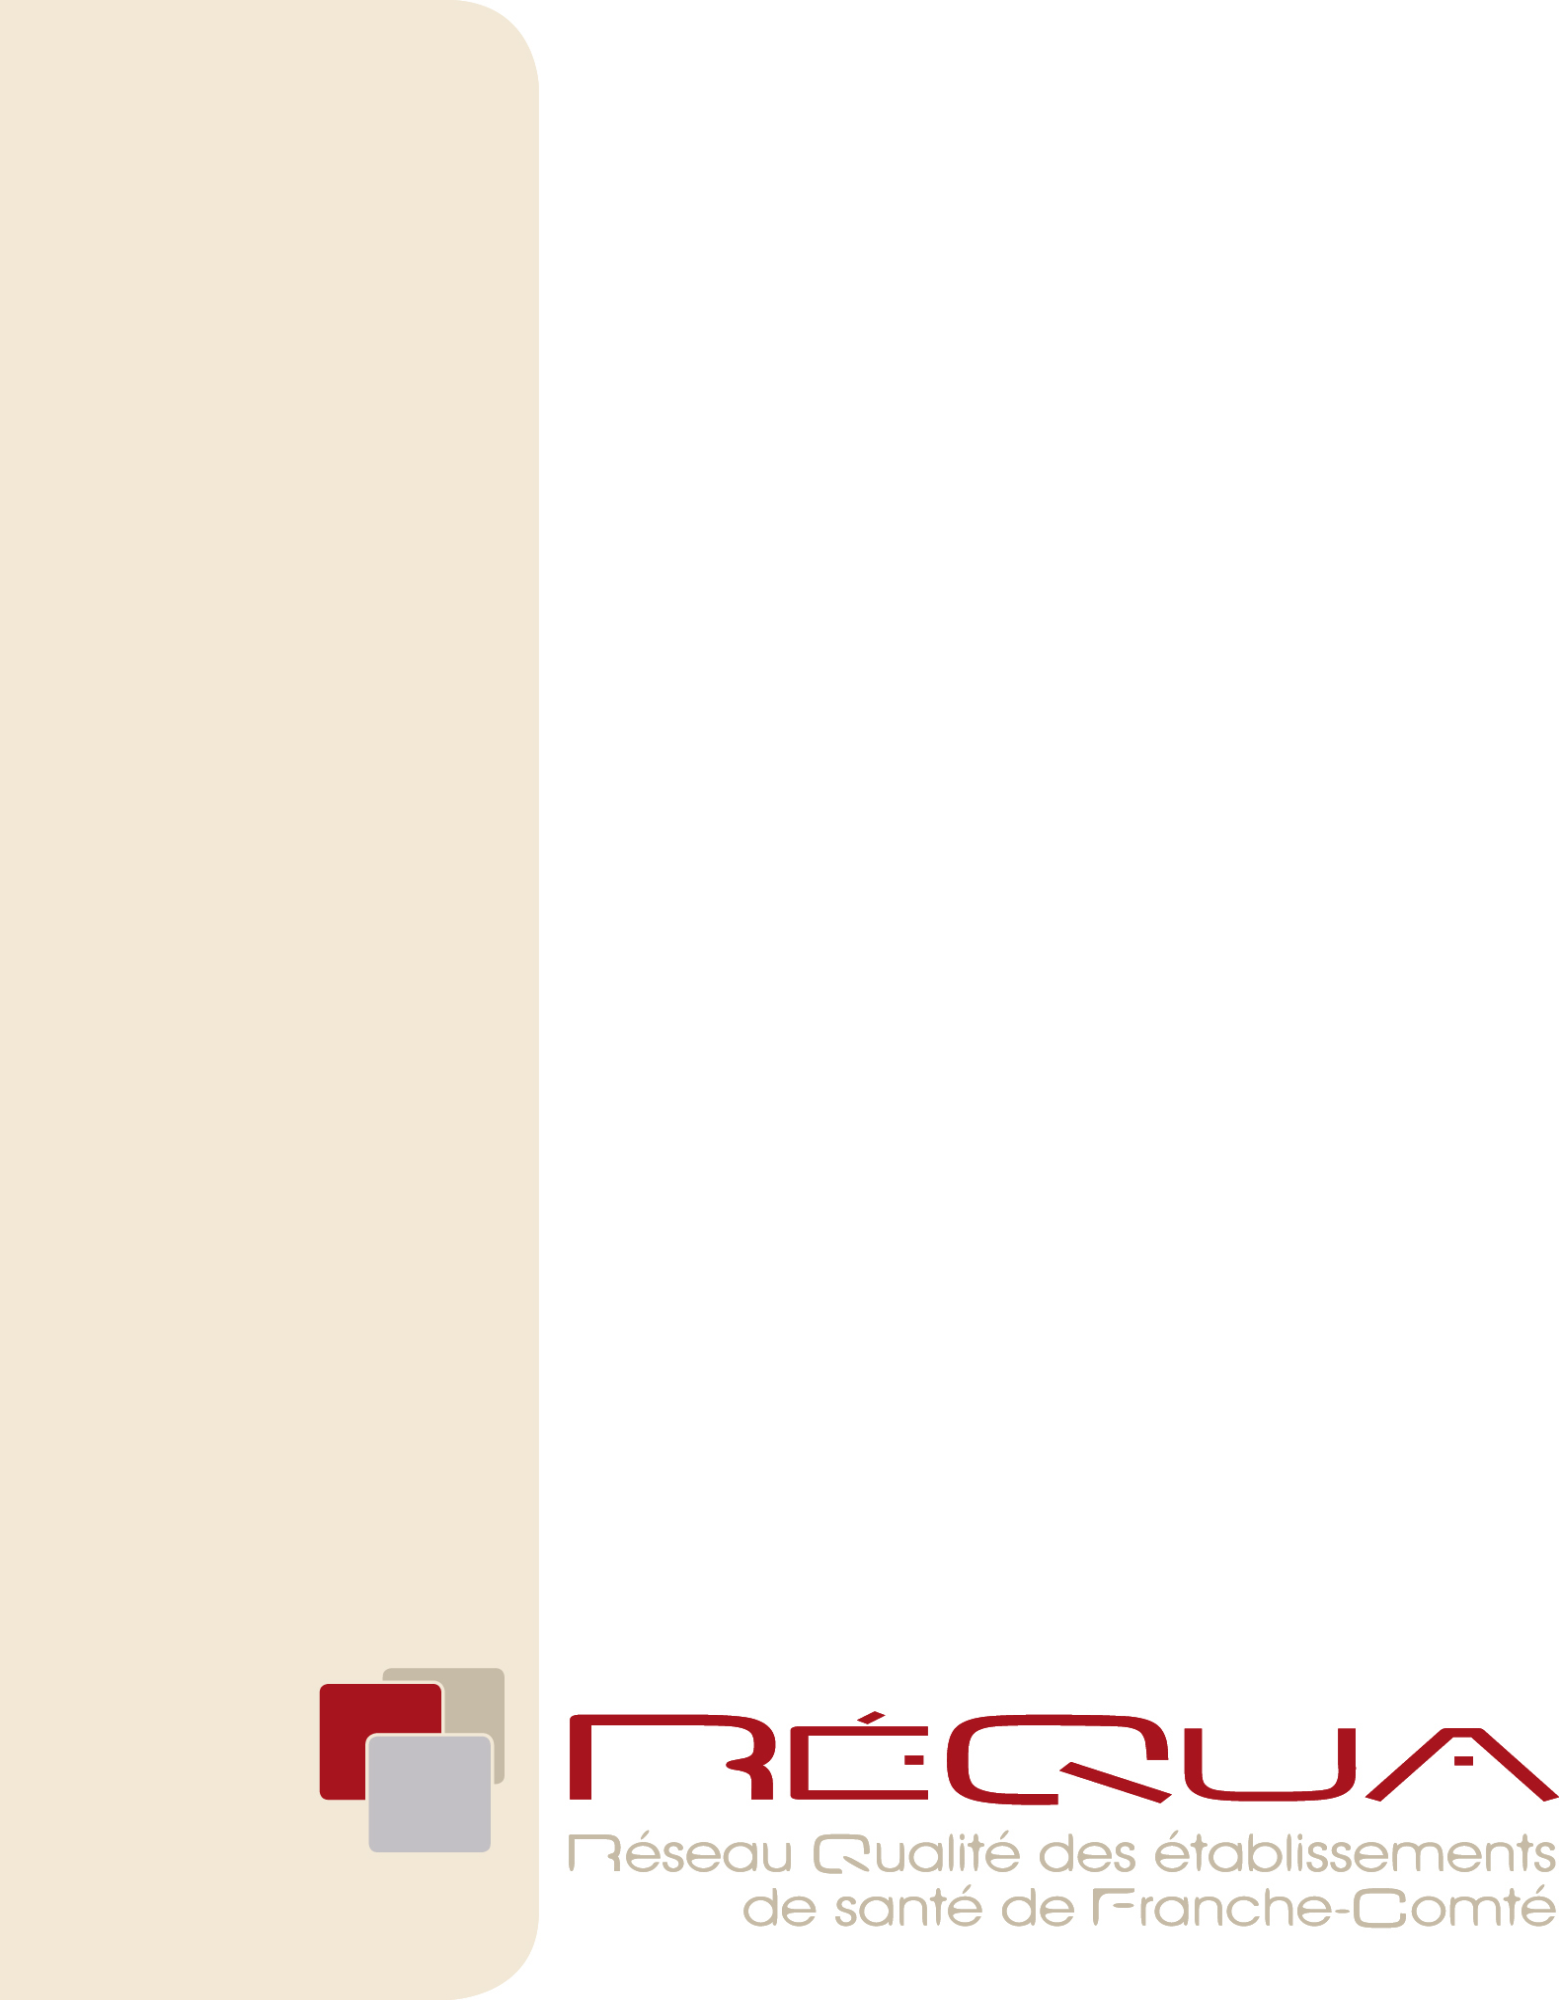 RÉQUA
Réseau Qualité des établissements
de santé de Franche-Comté